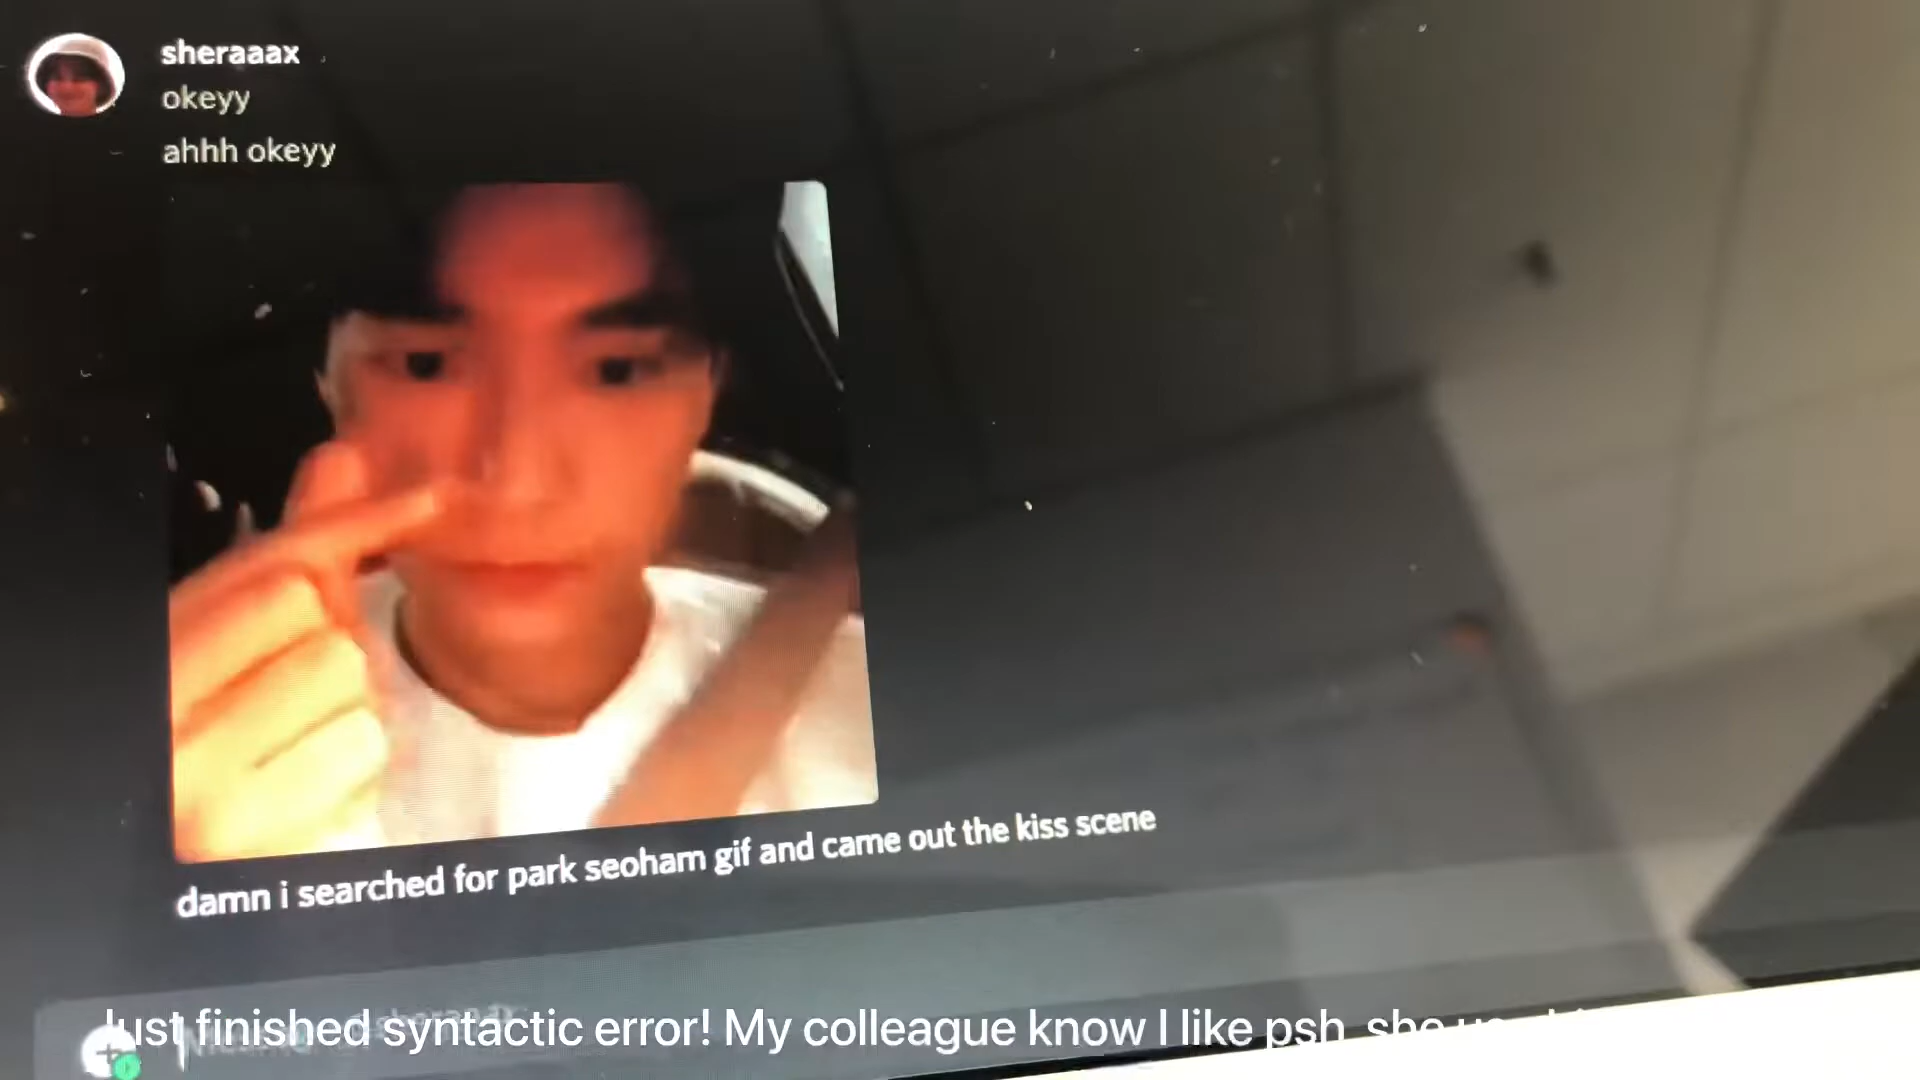 sheraaax
okeyy
ahhh okeyy
damn i searched for park seoham gif and came out the kiss scene
Just finished syntactic error! My colleague know I like psh, she